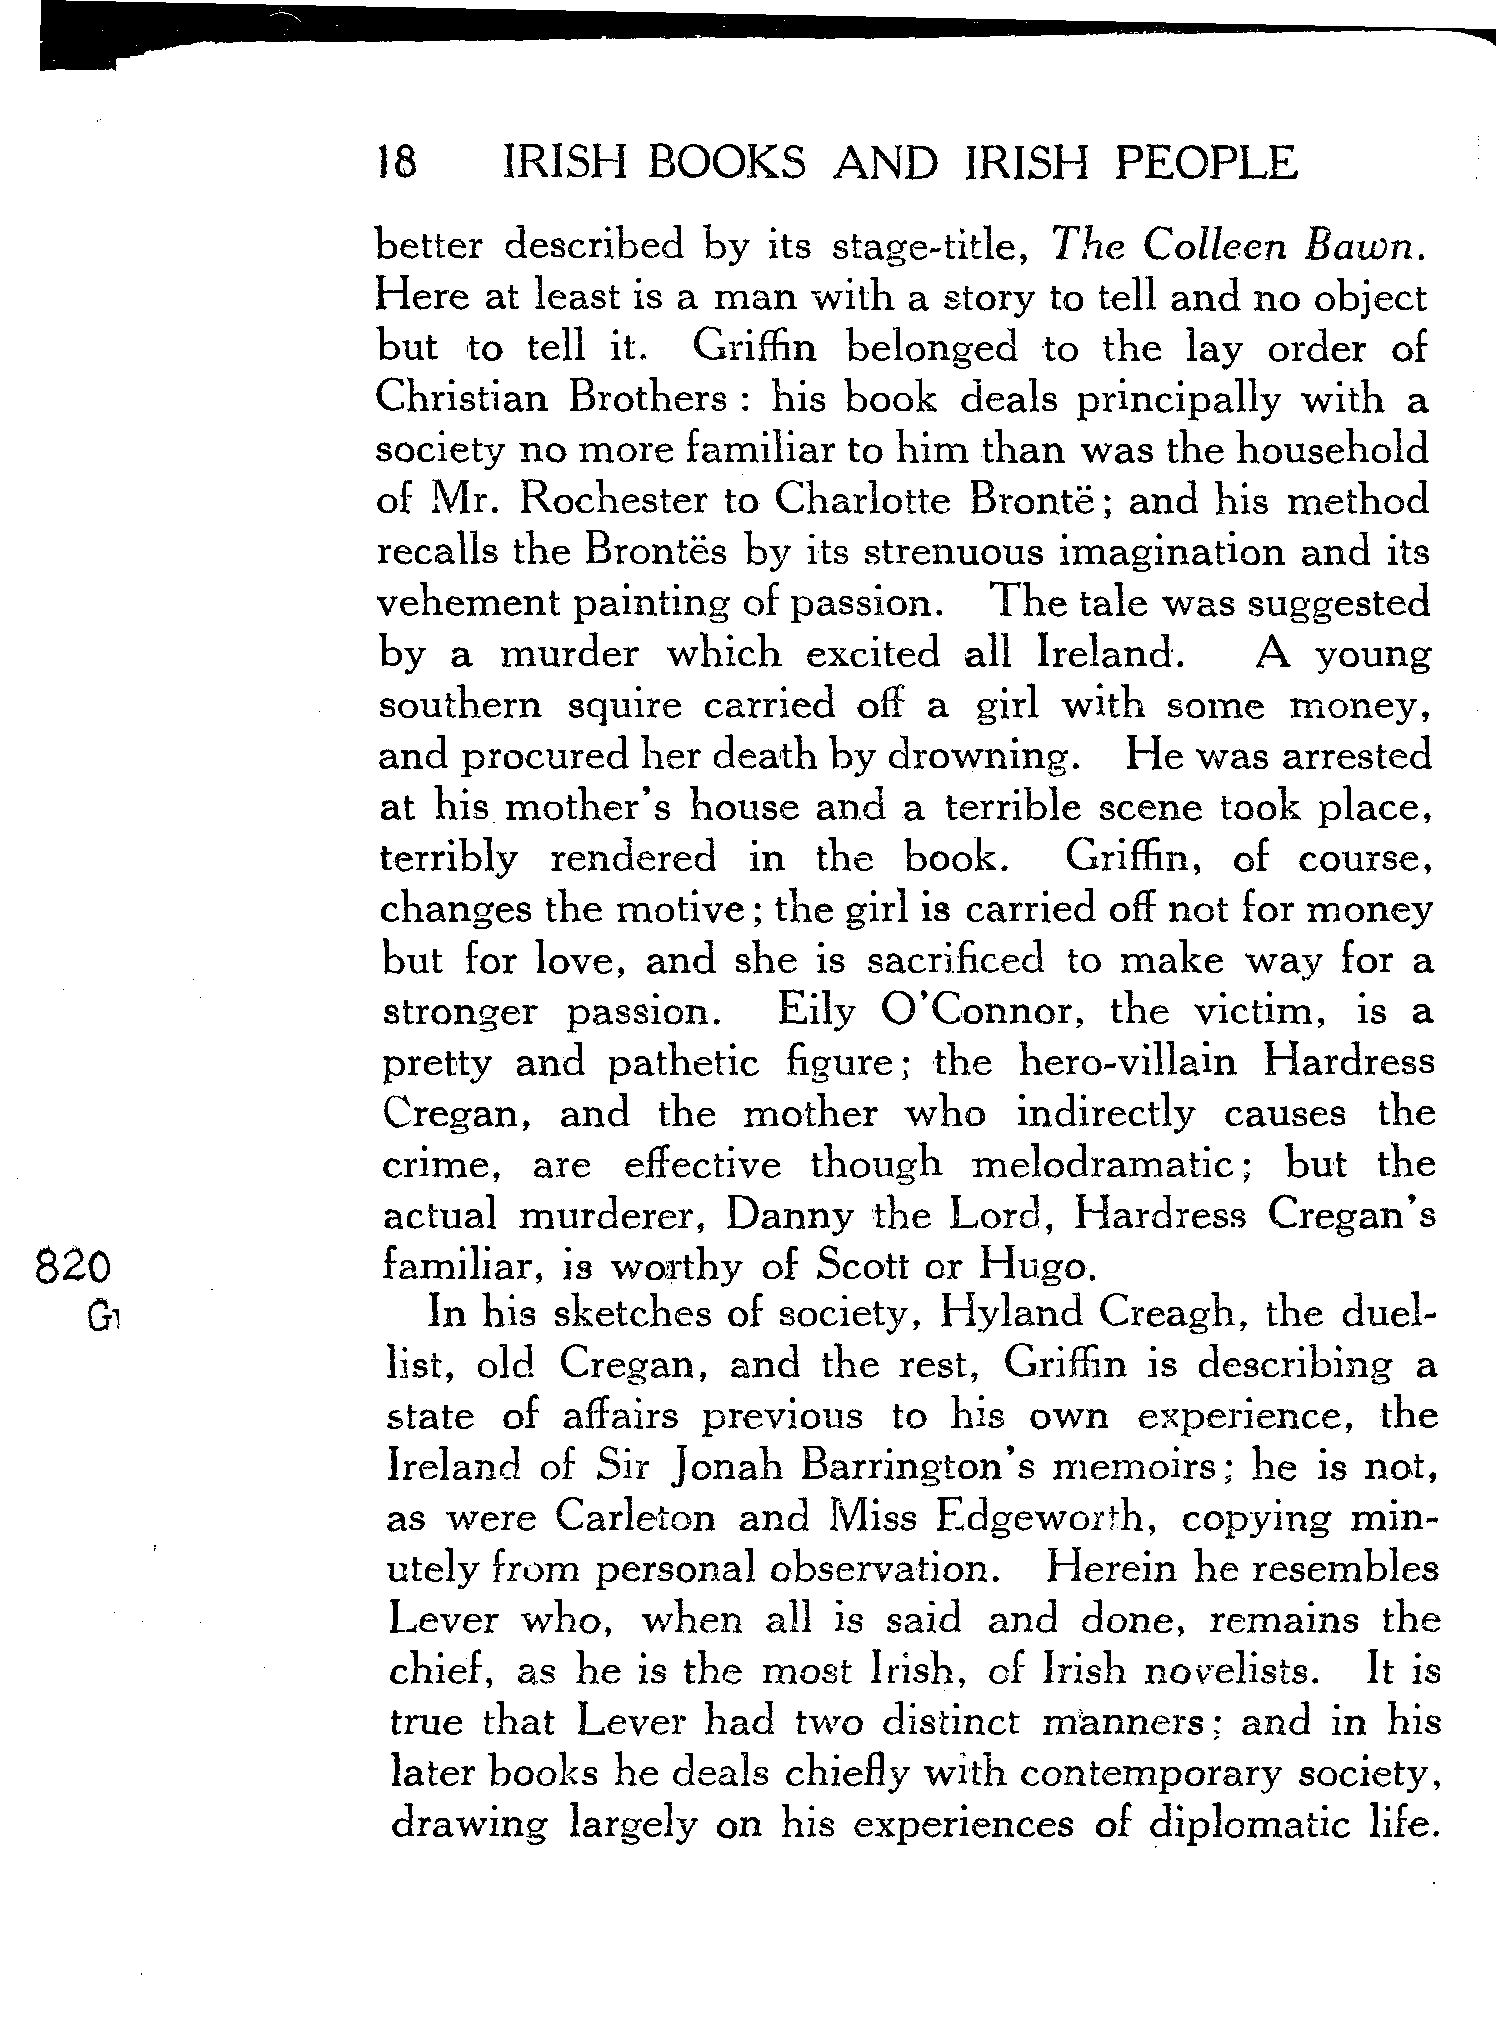 18 IRISH BOOKS AND IRISH PEOPLE
better described by its stage-title, The Colleen Bawn.
Here at least is a man with a story to tell and no object
but to tell it. Griffin belonged to the lay order of
Christian Brothers : his book deals principally with a
society no more familiar to him than was the household
of Mr. Rochester to Charlotte Brontë; and his method
recalls the Brontës by its strenuous imagination and its
vehement painting of passion. The tale was suggested
by a murder which excited all Ireland. A young
southern squire carried off a girl with some money,
and procured her death by drowning. He was arrested
at his mother's house and a terrible scene took place,
terribly rendered in the book. Griffin, of course,
changes the motive; the girl is carried off not for money
but for love, and she is sacrificed to make way for a
stronger passion. Eily O'Connor, the victim, is a
pretty and pathetic figure; the hero-villain Hardress
Cregan, and the mother who indirectly causes the
crime, are effective though melodramatic; but the
actual murderer, Danny the Lord, Hardress Cregan's
familiar, is worthy of Scott or Hugo.
820
G1
In his sketches of society, Hyland Creagh, the duel-
list, old Cregan, and the rest, Griffin is describing a
state of affairs previous to his own experience, the
Ireland of Sir Jonah Barrington's memoirs; he is not,
as were Carleton and Miss Edgeworth, copying min-
utely from personal observation. Herein he resembles
Lever who, when all is said and done, remains the
chief, as he is the most Irish, of Irish novelists. It is
true that Lever had two distinct manners; and in his
later books he deals chiefly with contemporary society,
drawing largely on his experiences of diplomatic life.